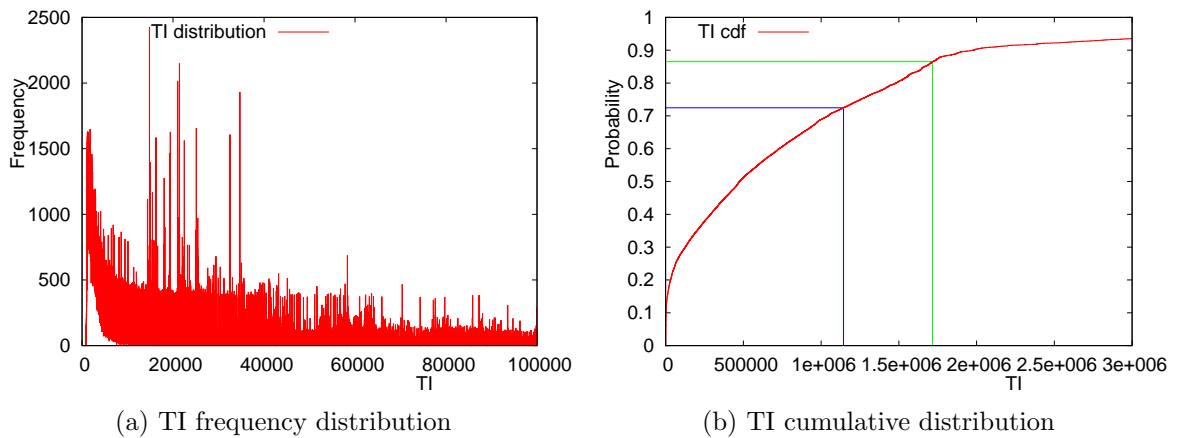 2500
2000
1500
1000
500
0
Frequency
TI distribution
0 20000 40000 60000 80000 100000
TI
(a) TI frequency distribution
1
0.9
0.8
0.7
0.6
0.5
0.4
0.3
0.2
0.1
0
Probability
TI cdf
0 500000 1e+006 1.5e+006 2e+006 2.5e+006 3e+006
TI
(b) TI cumulative distribution